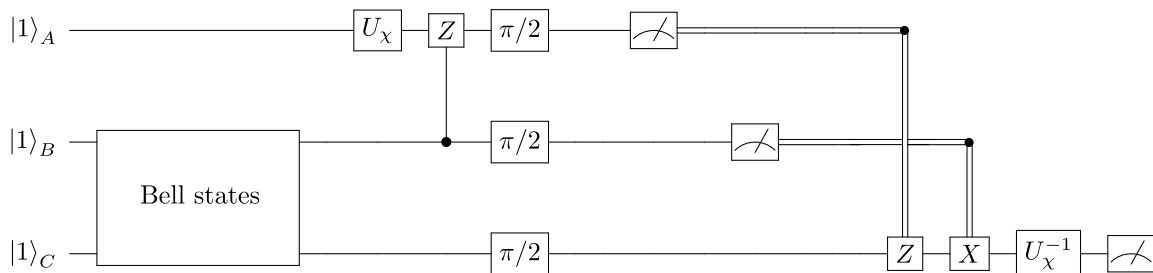 |1⟩_A U_χ Z π/2
|1⟩_B π/2
Bell states
|1⟩_C π/2 Z X U_χ^{-1}